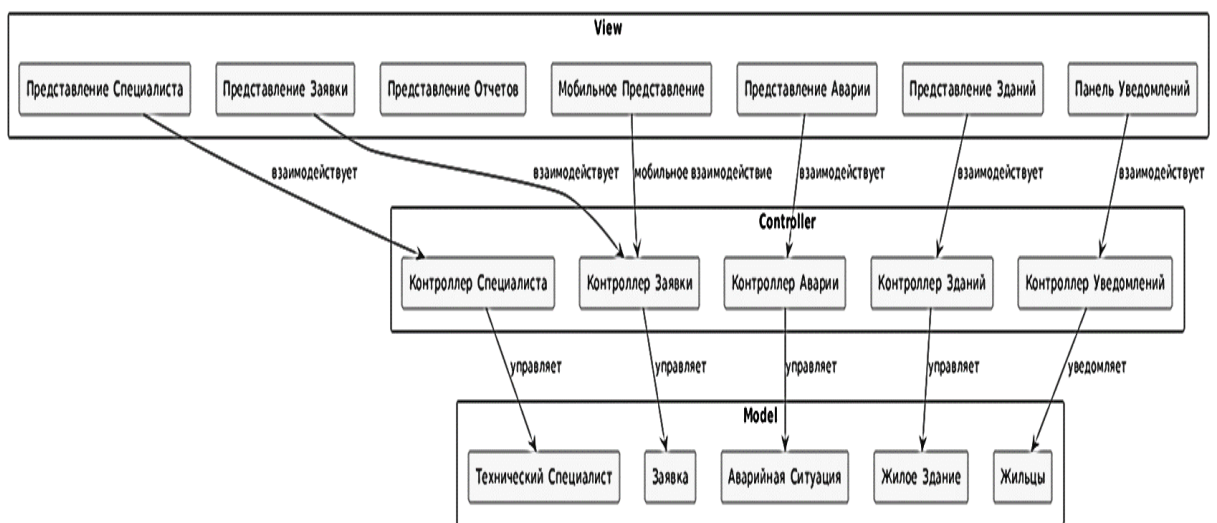 View
Представление Специалиста
Представление Заявки
Представление Отчетов
Мобильное Представление
Представление Аварии
Представление Зданий
Панель Уведомлений
взаимодействует
взаимодействует
мобильное взаимодействие
взаимодействует
взаимодействует
взаимодействует
Controller
Контроллер Специалиста
Контроллер Заявки
Контроллер Аварии
Контроллер Зданий
Контроллер Уведомлений
управляет
управляет
управляет
управляет
уведомляет
Model
Технический Специалист
Заявка
Аварийная Ситуация
Жилое Здание
Жильцы